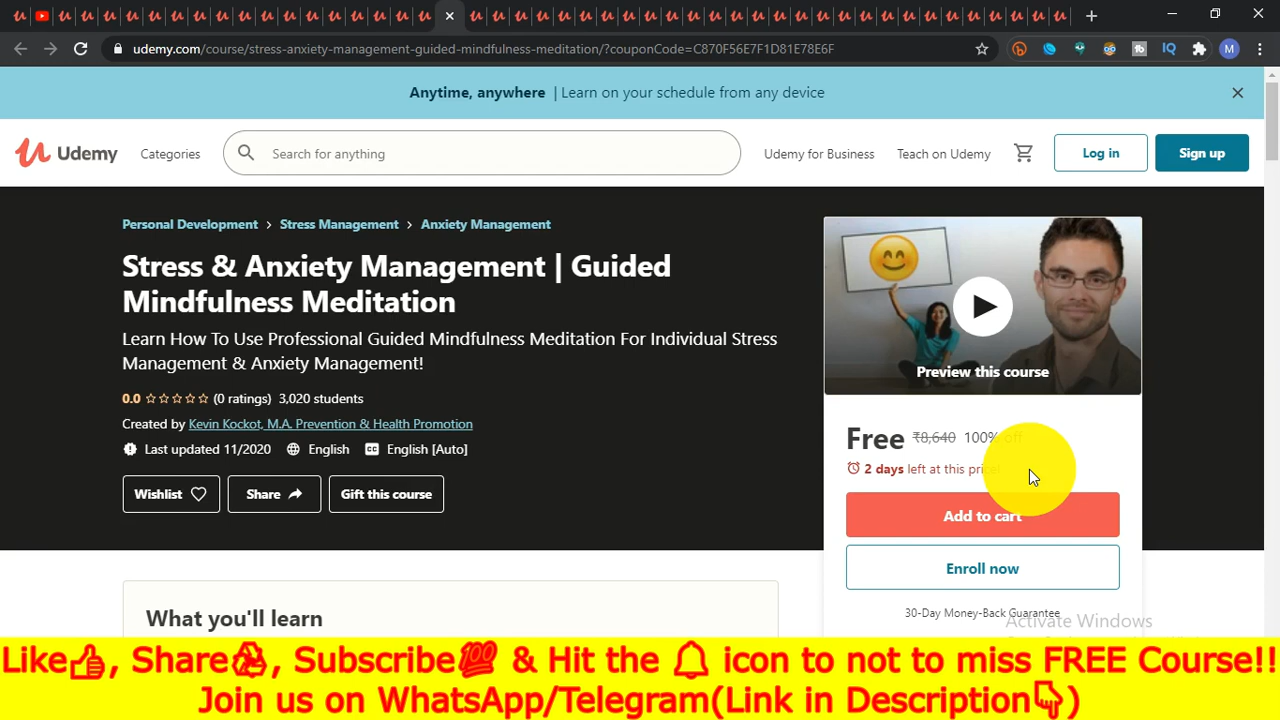 udemy.com/course/stress-anxiety-management-guided-mindfulness-meditation/?couponCode=C870F56E7F1D81E78E6F
IQ
M
Anytime, anywhere | Learn on your schedule from any device
Udemy
Categories
Search for anything
Udemy for Business
Teach on Udemy
Log in
Sign up
Personal Development > Stress Management > Anxiety Management
Stress & Anxiety Management | Guided
Mindfulness Meditation
Learn How To Use Professional Guided Mindfulness Meditation For Individual Stress
Management & Anxiety Management!
0.0 (0 ratings) 3,020 students
Created by Kevin Kockot, M.A. Prevention & Health Promotion
Last updated 11/2020 English English [Auto]
Wishlist
Share
Gift this course
Preview this course
Free ₹8,640 100% off
2 days left at this price!
Add to cart
Enroll now
30-Day Money-Back Guarantee
What you'll learn
Activate Windows
Like👍, Share, Subscribe💯 & Hit the 🔔 icon to not to miss FREE Course!!
Join us on WhatsApp/Telegram(Link in Description👇)